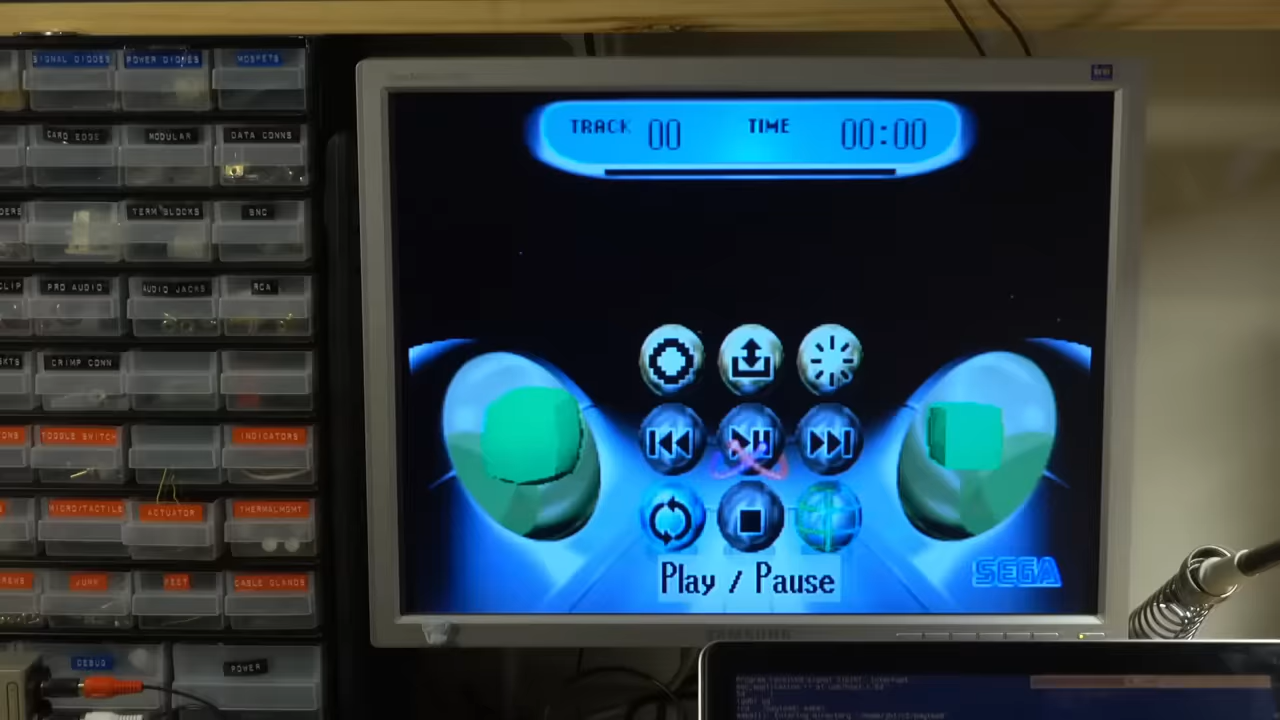 SIGNAL DIODES
POWER DIODES
MOSFETS
CARD EDGE
MODULAR
DATA CONNS
TERM BLOCKS
BNC
CLIP
PRO AUDIO
AUDIO JACKS
RCA
CRIMP CONN
TOGGLE SWITCH
INDICATORS
MICRO/TACTILE
ACTUATOR
THERMALMGMT
JUNK
FEET
CABLE GLANDS
DEBUG
POWER
TRACK 00 TIME 00:00
Play / Pause
SEGA
SAMSUNG